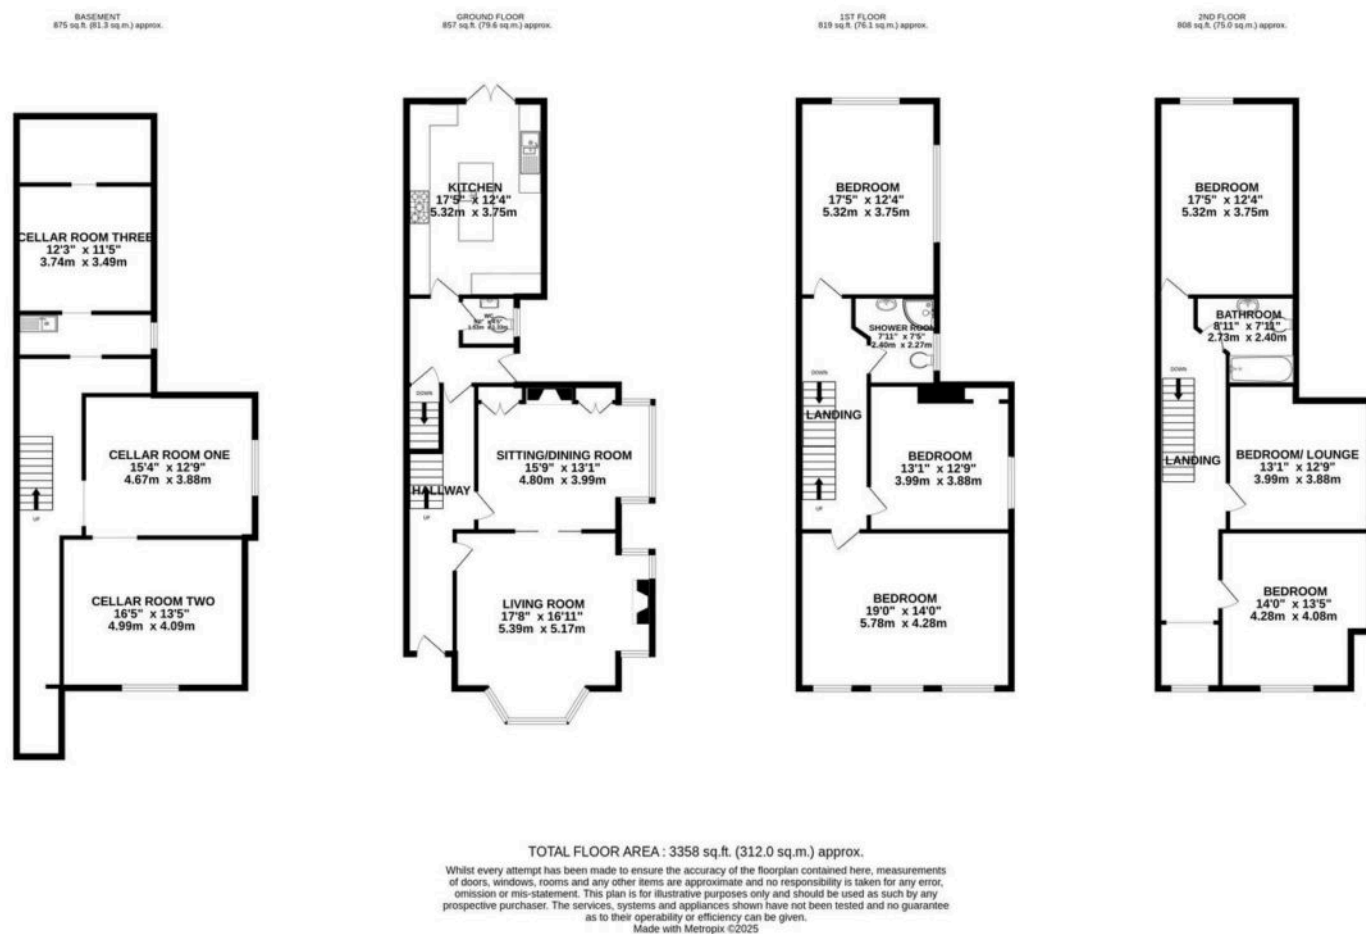 BASEMENT
875 sq.ft. (81.3 sq.m.) approx.
GROUND FLOOR
857 sq.ft. (79.6 sq.m.) approx.
1ST FLOOR
819 sq.ft. (76.1 sq.m.) approx.
2ND FLOOR
808 sq.ft. (75.0 sq.m.) approx.
CELLAR ROOM THREE
12'3" x 11'5"
3.74m x 3.49m
CELLAR ROOM ONE
15'4" x 12'9"
4.67m x 3.88m
UP
CELLAR ROOM TWO
16'5" x 13'5"
4.99m x 4.09m
KITCHEN
17'5" x 12'4"
5.32m x 3.75m
WC
DOWN
SITTING/DINING ROOM
15'9" x 13'1"
4.80m x 3.99m
HALLWAY
UP
LIVING ROOM
17'8" x 16'11"
5.39m x 5.17m
BEDROOM
17'5" x 12'4"
5.32m x 3.75m
SHOWER ROOM
7'11" x 7'5"
2.40m x 2.27m
DOWN
LANDING
BEDROOM
13'1" x 12'9"
3.99m x 3.88m
UP
BEDROOM
19'0" x 14'0"
5.78m x 4.28m
BEDROOM
17'5" x 12'4"
5.32m x 3.75m
BATHROOM
8'11" x 7'11"
2.73m x 2.40m
DOWN
LANDING
BEDROOM/ LOUNGE
13'1" x 12'9"
3.99m x 3.88m
BEDROOM
14'0" x 13'5"
4.28m x 4.08m
TOTAL FLOOR AREA : 3358 sq.ft. (312.0 sq.m.) approx.
Whilst every attempt has been made to ensure the accuracy of the floorplan contained here, measurements
of doors, windows, rooms and any other items are approximate and no responsibility is taken for any error,
omission or mis-statement. This plan is for illustrative purposes only and should be used as such by any
prospective purchaser. The services, systems and appliances shown have not been tested and no guarantee
as to their operability or efficiency can be given.
Made with Metropix ©2025